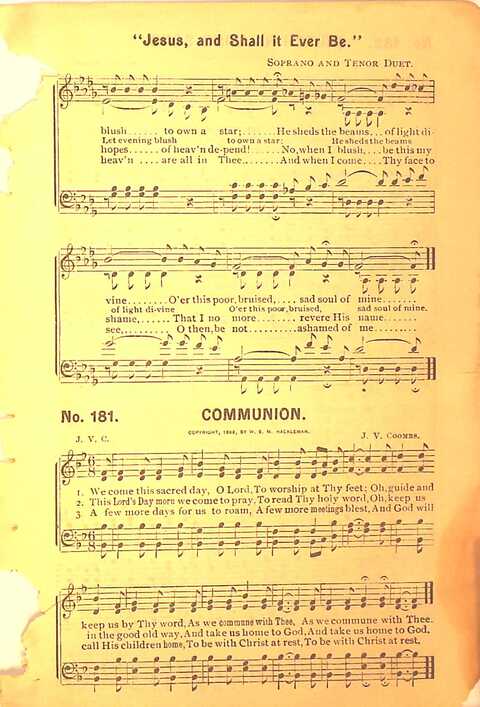 "Jesus, and Shall it Ever Be."
SOPRANO AND TENOR DUET.
blush...... to own a star;...... He sheds the beams... of light di-
Let evening blush to own a star: He sheds the beams
hopes...... of heav'n de-pend! No, when I blush... be this my
heav'n .... are all in Thee... And when I come.... Thy face to
vine........ O'er this poor, bruised,.... sad soul of mine.......
of light di-vine O'er this poor, bruised, sad soul of mine.
shame,...... That I no more...... revere His name.......
see,........ O then, be not........ ashamed of me.......
No. 181. COMMUNION.
COPYRIGHT, BY W. E. M. HACKLEMAN.
J. V. C. J. V. COOMBS.
1. We come this sacred day, O Lord, To worship at Thy feet; Oh, guide and
2. This Lord's Day more we come to pray, To read Thy holy word, Oh, keep us
3. A few more days for us to roam, A few more meetings blest, And God will
keep us by Thy word, As we commune with Thee, As we commune with Thee.
in the good old way, And take us home to God, And take us home to God.
call His children home, To be with Christ at rest, To be with Christ at rest.